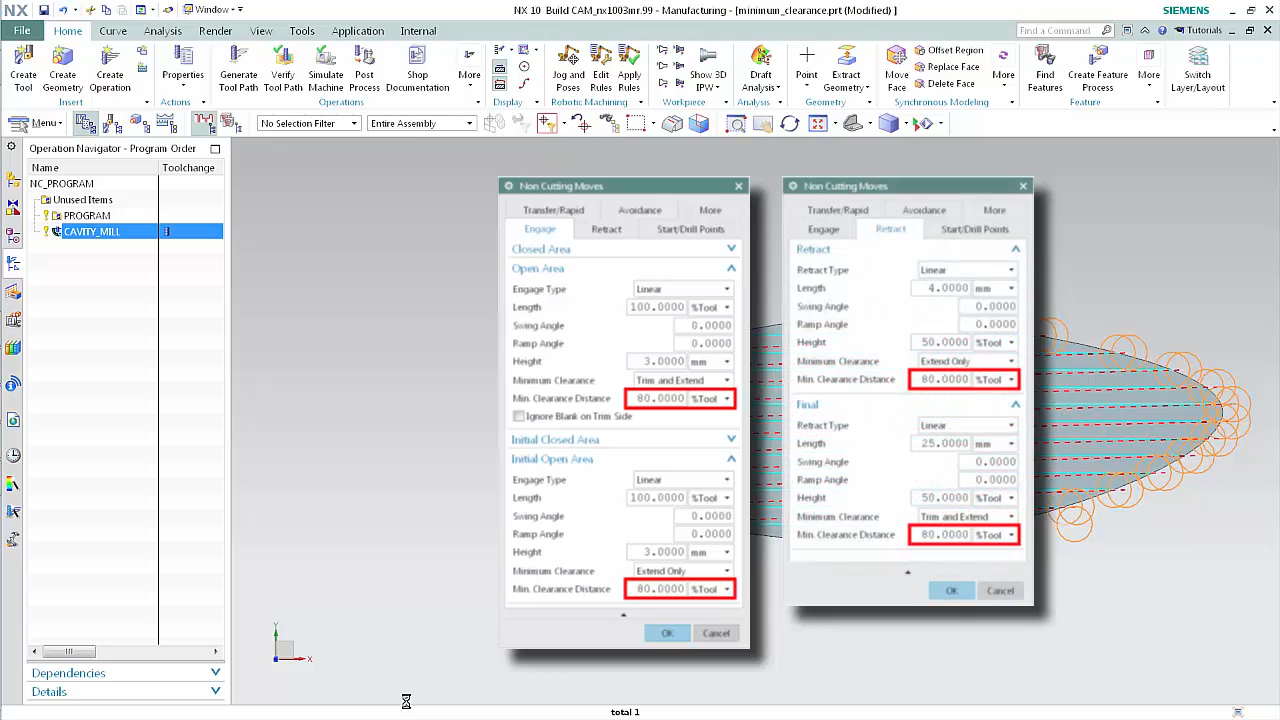 NX Window NX 10 Build CAM_nx1003imr.99 - Manufacturing - [minimum_clearance.prt (Modified) ] SIEMENS
File Home Curve Analysis Render View Tools Application Internal Find a Command Tutorials
Create Tool Create Geometry Create Operation Properties Generate Tool Path Verify Tool Path Simulate Machine Post Process Shop Documentation More Jog and Poses Edit Rules Apply Rules Show 3D IPW Draft Analysis Point Extract Geometry Move Face Offset Region Replace Face Delete Face More Find Features Create Feature Process More Switch Layer/Layout
Insert Actions Operations Display Robotic Machining Workpiece Analysis Geometry Synchronous Modeling Feature
Menu No Selection Filter Entire Assembly
Operation Navigator - Program Order
Name Toolchange
NC_PROGRAM
Unused Items
PROGRAM
CAVITY_MILL
Dependencies
Details
Non Cutting Moves
Transfer/Rapid Avoidance More
Engage Retract Start/Drill Points
Closed Area
Open Area
Engage Type Linear
Length 100.0000 %Tool
Swing Angle 0.0000
Ramp Angle 0.0000
Height 3.0000 mm
Minimum Clearance Trim and Extend
Min. Clearance Distance 80.0000 %Tool
Ignore Blank on Trim Side
Initial Closed Area
Initial Open Area
Engage Type Linear
Length 100.0000 %Tool
Swing Angle 0.0000
Ramp Angle 0.0000
Height 3.0000 mm
Minimum Clearance Extend Only
Min. Clearance Distance 80.0000 %Tool
OK Cancel
Non Cutting Moves
Transfer/Rapid Avoidance More
Engage Retract Start/Drill Points
Retract
Retract Type Linear
Length 4.0000 mm
Swing Angle 0.0000
Ramp Angle 0.0000
Height 50.0000 %Tool
Minimum Clearance Extend Only
Min. Clearance Distance 80.0000 %Tool
Final
Retract Type Linear
Length 25.0000 mm
Swing Angle 0.0000
Ramp Angle 0.0000
Height 50.0000 %Tool
Minimum Clearance Trim and Extend
Min. Clearance Distance 80.0000 %Tool
OK Cancel
Y
X
total 1